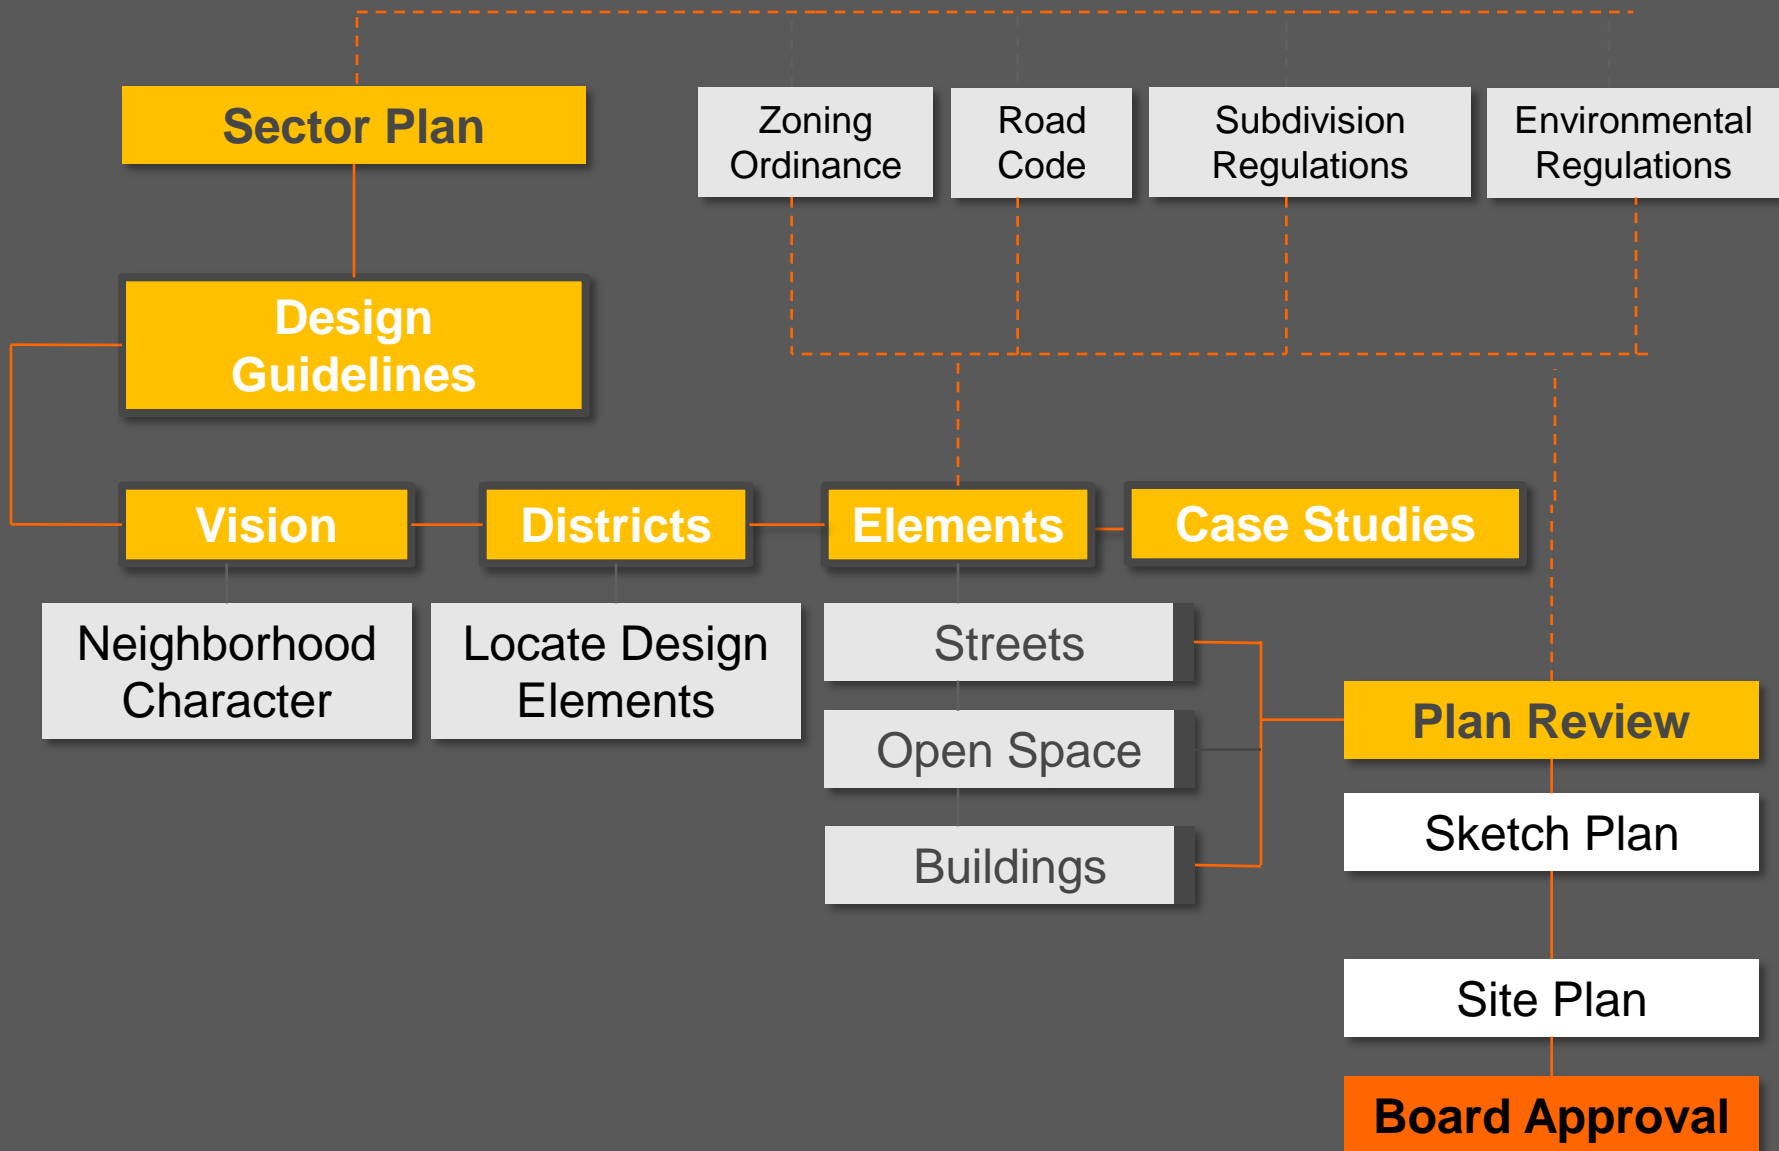 Sector Plan
Zoning
Ordinance
Road
Code
Subdivision
Regulations
Environmental
Regulations
Design
Guidelines
Vision
Districts
Elements
Case Studies
Neighborhood
Character
Locate Design
Elements
Streets
Open Space
Buildings
Plan Review
Sketch Plan
Site Plan
Board Approval